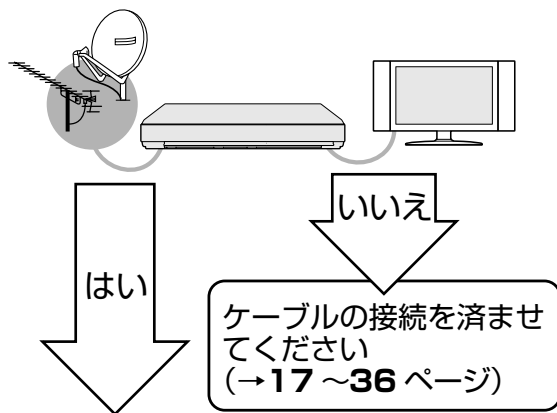 いいえ
はい
ケーブルの接続を済ませ
てください
(→17 ~36 ページ)